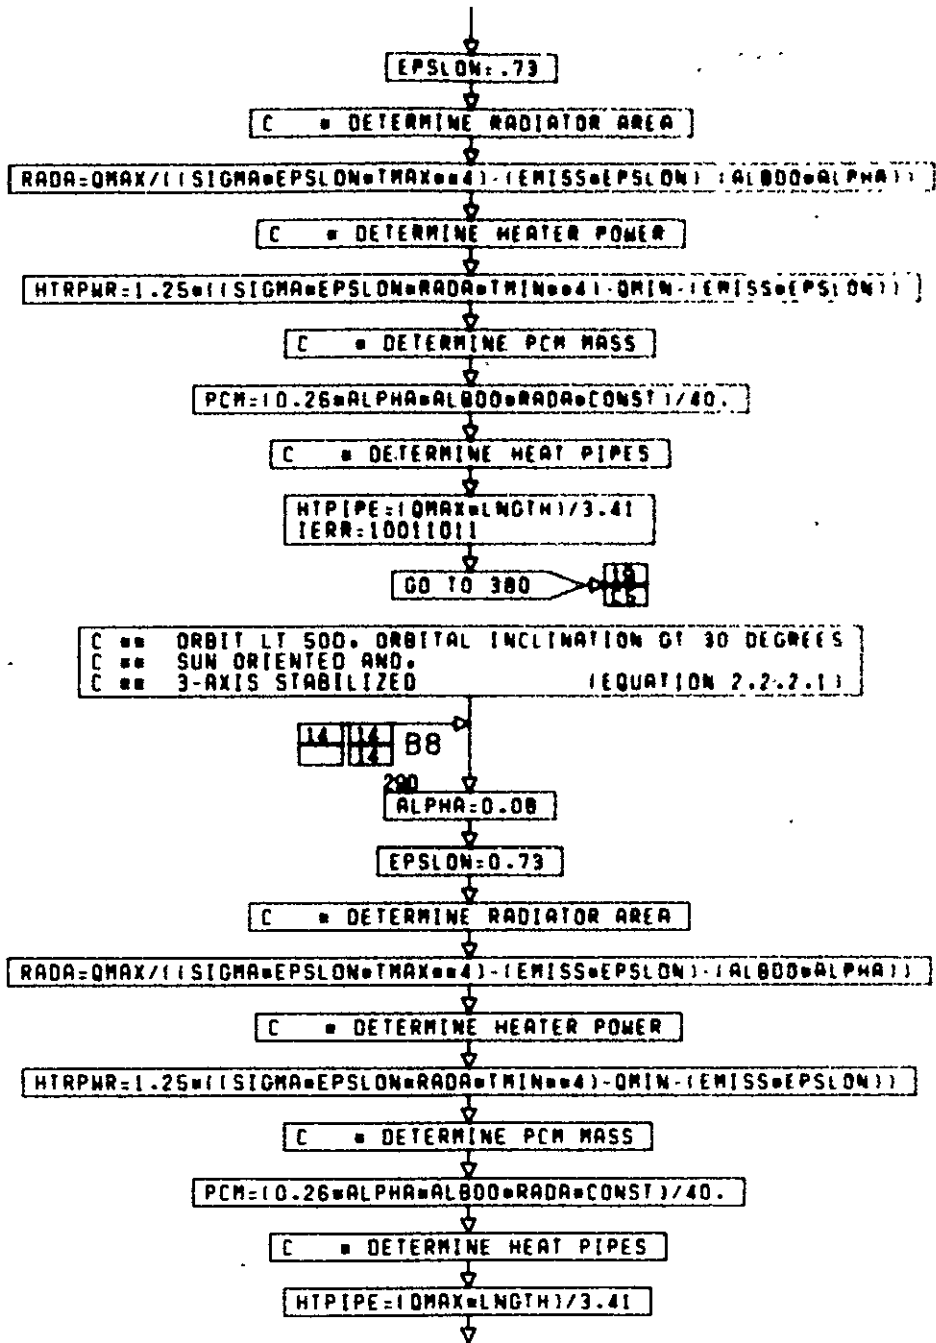 EPSLON=.73
C * DETERMINE RADIATOR AREA
RADA=QMAX/((SIGMA*EPSLON*TMAX**4)-(EMISS*EPSLON) (ALBDO*ALPHA))
C * DETERMINE HEATER POWER
HTRPWR=1.25*((SIGMA*EPSLON*RADA*TMIN**4)-QMIN-(EMISS*EPSLON))
C * DETERMINE PCM MASS
PCM=(0.26*ALPHA*ALBDO*RADA*CONST)/40.
C * DETERMINE HEAT PIPES
HTPIPE=(QMAX*LNGTH)/3.41
IERR=10011011
GO TO 380
C ** ORBIT LT 500. ORBITAL INCLINATION GT 30 DEGREES
C ** SUN ORIENTED AND.
C ** 3-AXIS STABILIZED (EQUATION 2.2.2.1)
14 14 B8
14
290
ALPHA=0.08
EPSLON=0.73
C * DETERMINE RADIATOR AREA
RADA=QMAX/((SIGMA*EPSLON*TMAX**4)-(EMISS*EPSLON)-(ALBDO*ALPHA))
C * DETERMINE HEATER POWER
HTRPWR=1.25*((SIGMA*EPSLON*RADA*TMIN**4)-QMIN-(EMISS*EPSLON))
C * DETERMINE PCM MASS
PCM=(0.26*ALPHA*ALBDO*RADA*CONST)/40.
C * DETERMINE HEAT PIPES
HTPIPE=(QMAX*LNGTH)/3.41